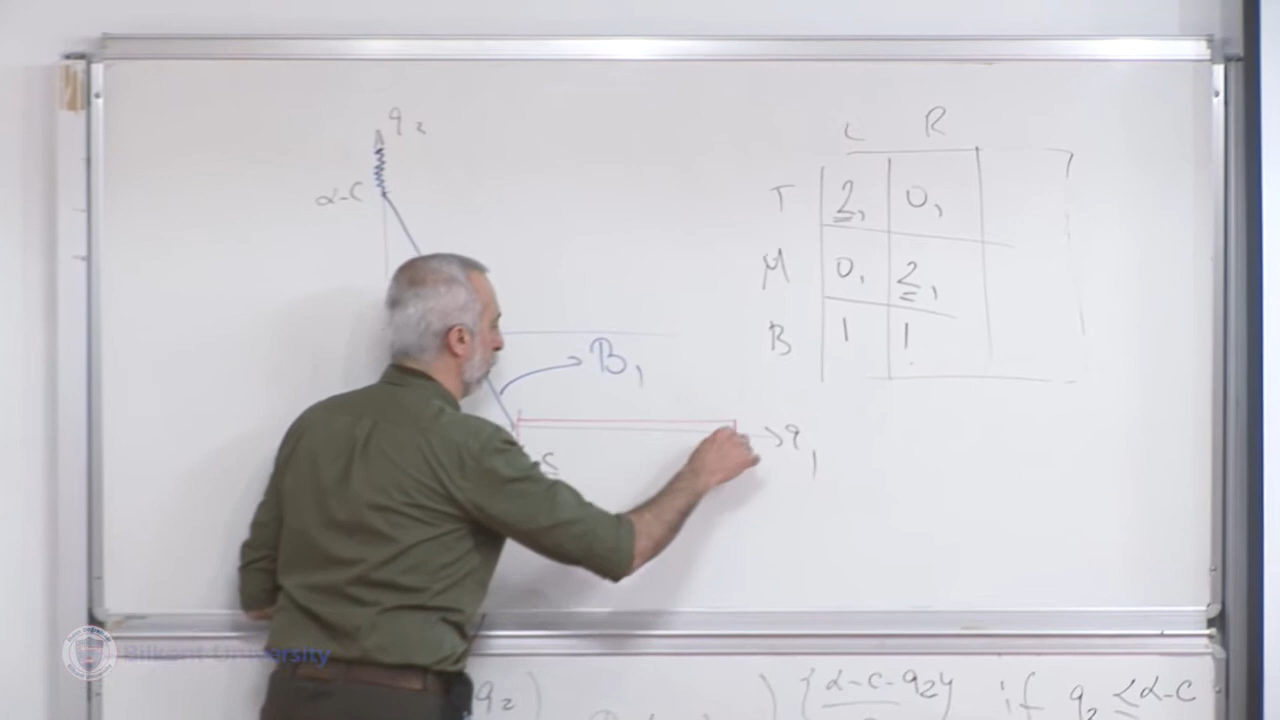 q₂
α-c
L R
T 2, 0,
M 0, 2,
B 1 1
B₁
q₁
Bilkent University
q₂) ) {α-c-q₂} if q₂ ≤ α-c